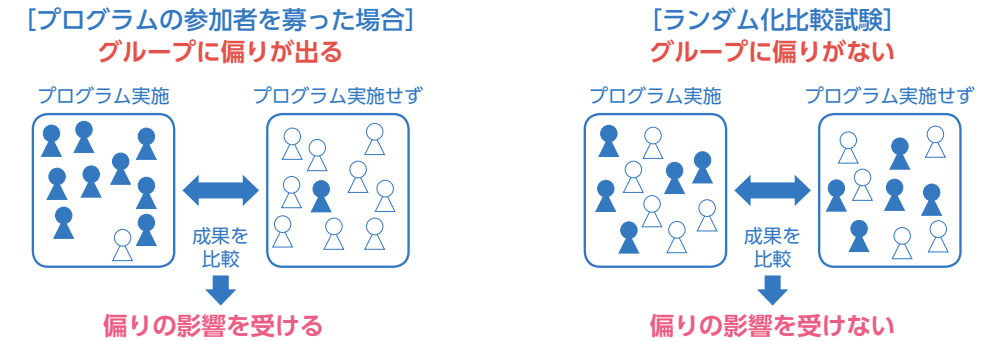 [プログラムの参加者を募った場合]
グループに偏りが出る
プログラム実施
プログラム実施せず
成果を
比較
偏りの影響を受ける
[ランダム化比較試験]
グループに偏りがない
プログラム実施
プログラム実施せず
成果を
比較
偏りの影響を受けない